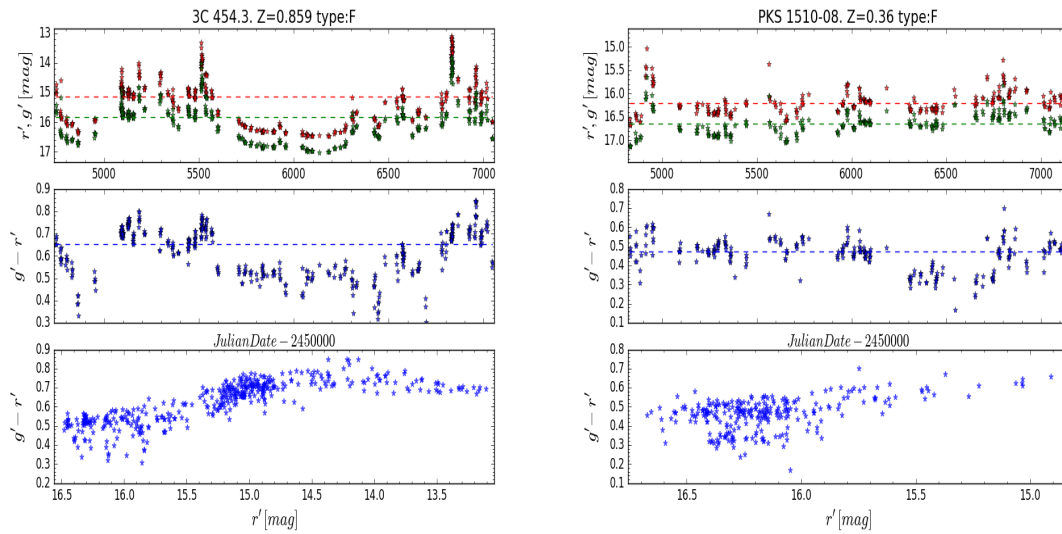 3C 454.3. Z=0.859 type:F
13
14
15
16
17
r′, g′ [mag]
5000 5500 6000 6500 7000
0.9
0.8
0.7
0.6
0.5
0.4
0.3
g′ − r′
JulianDate − 2450000
0.9
0.8
0.7
0.6
0.5
0.4
0.3
0.2
g′ − r′
16.5 16.0 15.5 15.0 14.5 14.0 13.5
r′ [mag]
PKS 1510-08. Z=0.36 type:F
15.0
15.5
16.0
16.5
17.0
r′, g′ [mag]
5000 5500 6000 6500 7000
0.8
0.7
0.6
0.5
0.4
0.3
0.2
0.1
g′ − r′
JulianDate − 2450000
0.9
0.8
0.7
0.6
0.5
0.4
0.3
0.2
0.1
g′ − r′
16.5 16.0 15.5 15.0
r′ [mag]